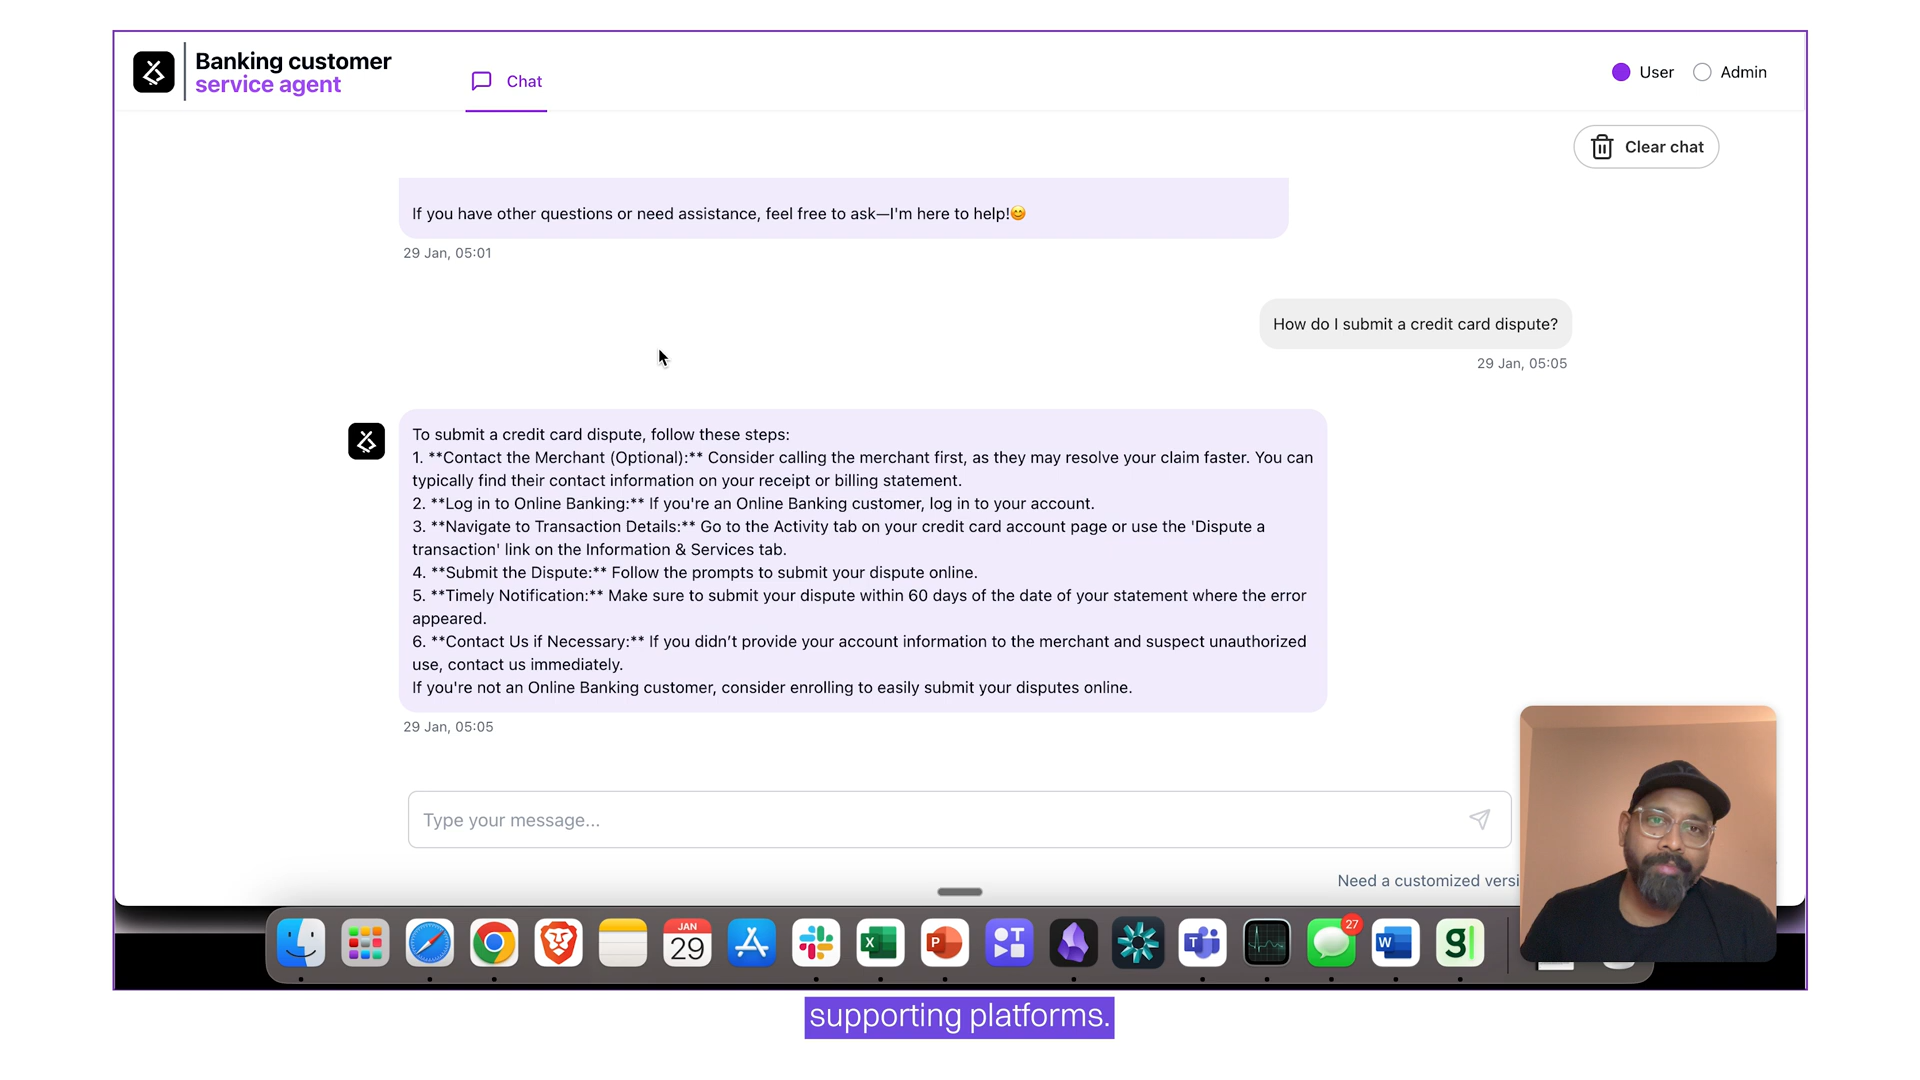 Banking customer
service agent
Chat
User
Admin
Clear chat
If you have other questions or need assistance, feel free to ask—I'm here to help!😊
29 Jan, 05:01
How do I submit a credit card dispute?
29 Jan, 05:05
To submit a credit card dispute, follow these steps:
1. **Contact the Merchant (Optional):** Consider calling the merchant first, as they may resolve your claim faster. You can
typically find their contact information on your receipt or billing statement.
2. **Log in to Online Banking:** If you're an Online Banking customer, log in to your account.
3. **Navigate to Transaction Details:** Go to the Activity tab on your credit card account page or use the 'Dispute a
transaction' link on the Information & Services tab.
4. **Submit the Dispute:** Follow the prompts to submit your dispute online.
5. **Timely Notification:** Make sure to submit your dispute within 60 days of the date of your statement where the error
appeared.
6. **Contact Us if Necessary:** If you didn’t provide your account information to the merchant and suspect unauthorized
use, contact us immediately.
If you're not an Online Banking customer, consider enrolling to easily submit your disputes online.
29 Jan, 05:05
Type your message...
Need a customized versi
JAN
29
X
P
T
T
27
W
g
supporting platforms.